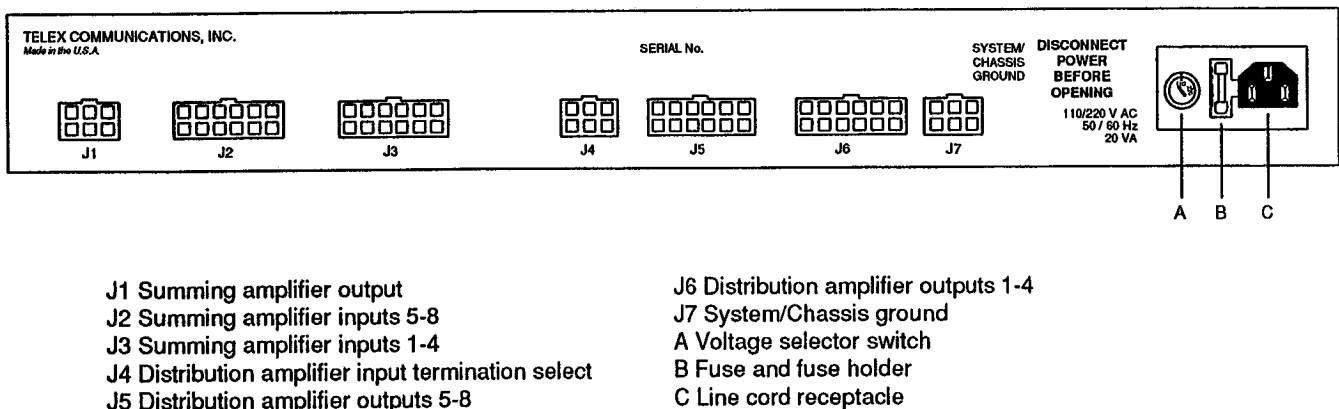 TELEX COMMUNICATIONS, INC.
Made in the U.S.A.
SERIAL No.
SYSTEM/
CHASSIS
GROUND
DISCONNECT
POWER
BEFORE
OPENING
110/220 V AC
50 / 60 Hz
20 VA
J1
J2
J3
J4
J5
J6
J7
A
B
C
J1 Summing amplifier output
J2 Summing amplifier inputs 5-8
J3 Summing amplifier inputs 1-4
J4 Distribution amplifier input termination select
J5 Distribution amplifier outputs 5-8
J6 Distribution amplifier outputs 1-4
J7 System/Chassis ground
A Voltage selector switch
B Fuse and fuse holder
C Line cord receptacle